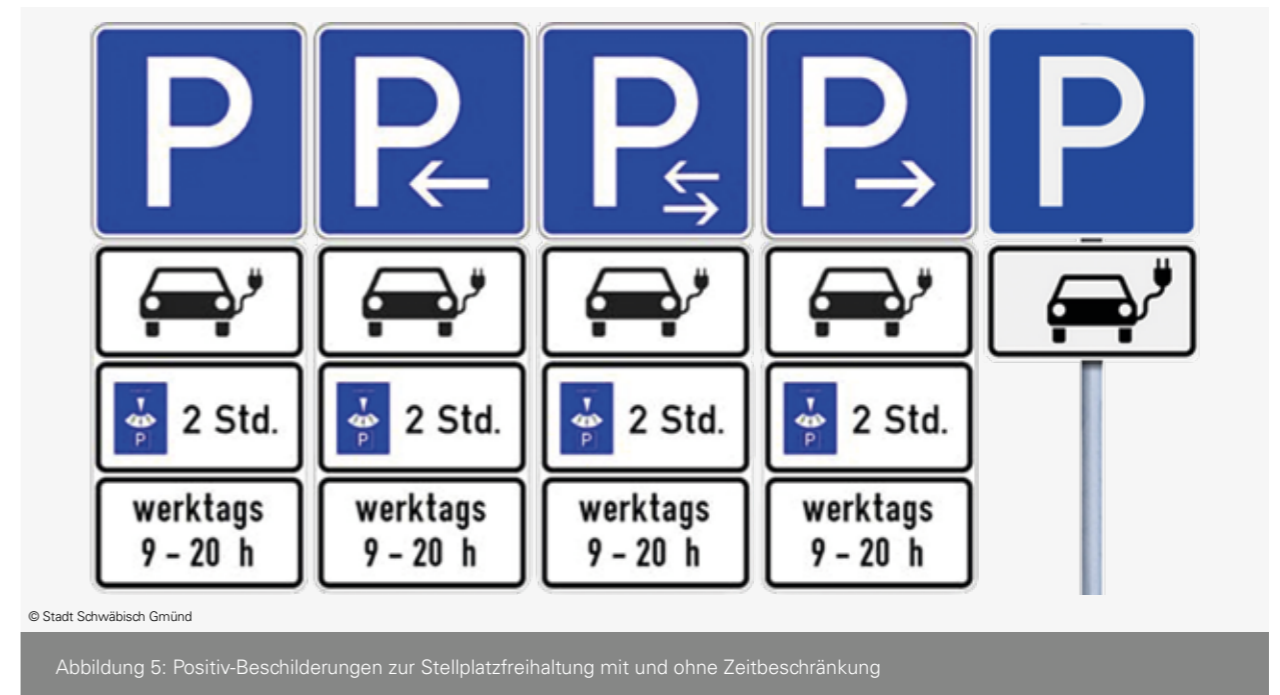 P
P
P
P
P
P 2 Std.
P 2 Std.
P 2 Std.
P 2 Std.
werktags
9 – 20 h
werktags
9 – 20 h
werktags
9 – 20 h
werktags
9 – 20 h
© Stadt Schwäbisch Gmünd
Abbildung 5: Positiv-Beschilderungen zur Stellplatzfreihaltung mit und ohne Zeitbeschränkung